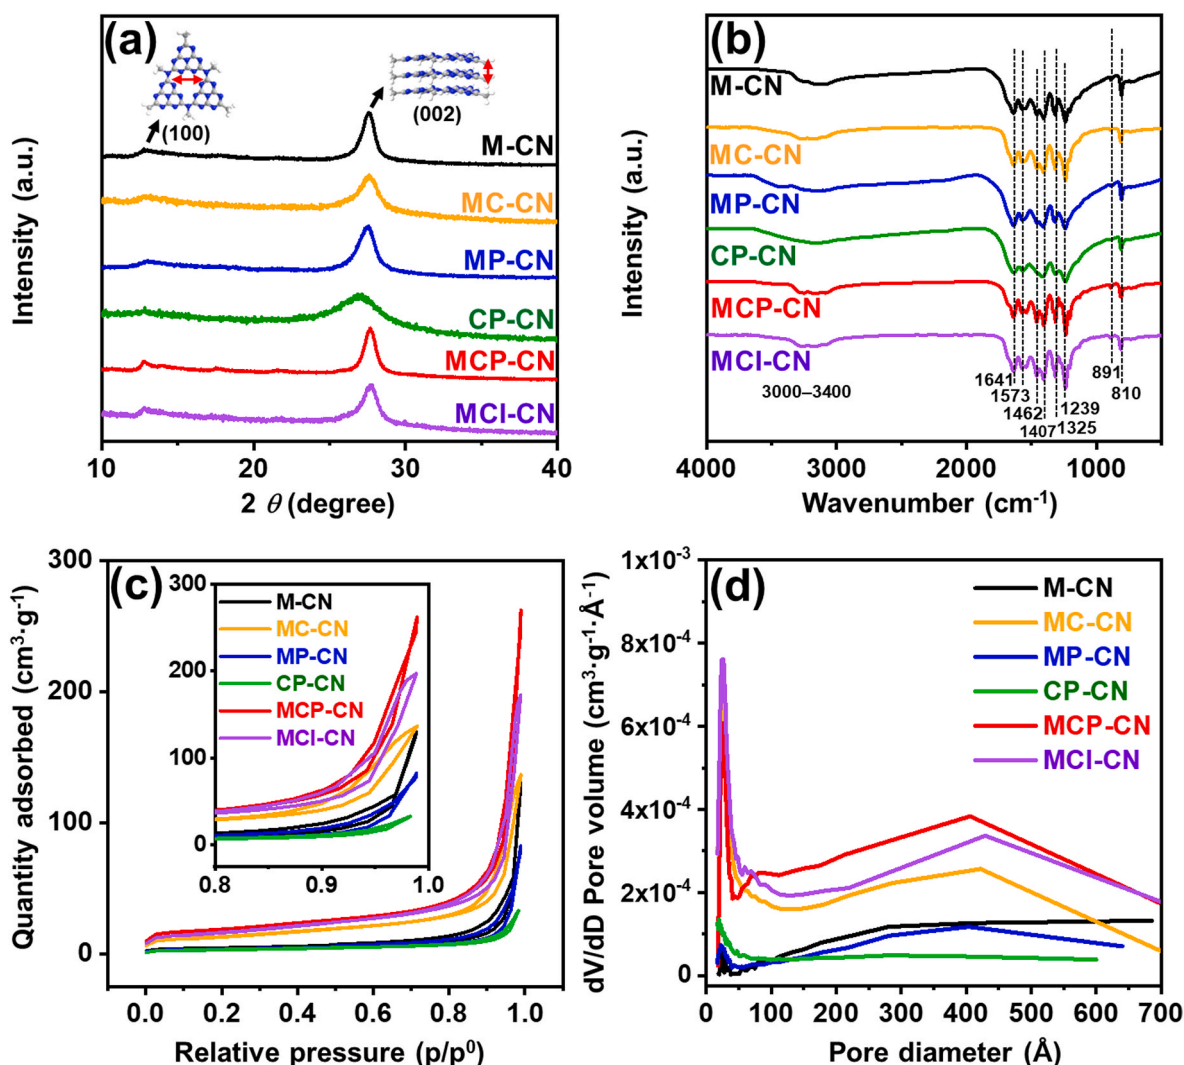 (a)
(100)
(002)
M-CN
MC-CN
MP-CN
CP-CN
MCP-CN
MCI-CN
Intensity (a.u.)
10
20
30
40
2 θ (degree)
(b)
M-CN
MC-CN
MP-CN
CP-CN
MCP-CN
MCI-CN
3000–3400
1641
1573
1462
1407
891
810
1239
1325
Intensity (a.u.)
4000
3000
2000
1000
Wavenumber (cm-1)
(c)
300
200
100
0
Quantity adsorbed (cm3·g-1)
300
200
100
0
0.8
0.9
1.0
M-CN
MC-CN
MP-CN
CP-CN
MCP-CN
MCI-CN
0.0
0.2
0.4
0.6
0.8
1.0
Relative pressure (p/p0)
(d)
1x10-3
8x10-4
6x10-4
4x10-4
2x10-4
0
dV/dD Pore volume (cm3·g-1·Å-1)
M-CN
MC-CN
MP-CN
CP-CN
MCP-CN
MCI-CN
0
100
200
300
400
500
600
700
Pore diameter (Å)